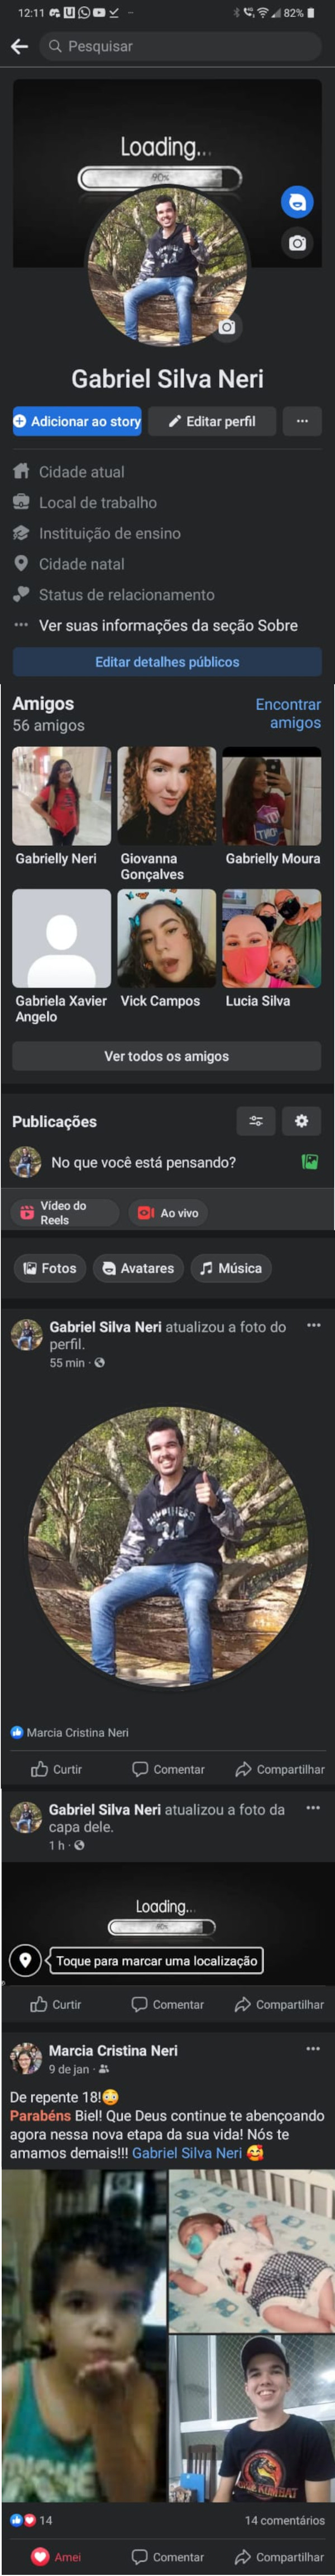 12:11
82%
Pesquisar
Loading...
90%
Gabriel Silva Neri
Adicionar ao story
Editar perfil
Cidade atual
Local de trabalho
Instituição de ensino
Cidade natal
Status de relacionamento
Ver suas informações da seção Sobre
Editar detalhes públicos
Amigos
Encontrar
amigos
56 amigos
Gabrielly Neri
Giovanna
Gonçalves
Gabrielly Moura
Gabriela Xavier
Angelo
Vick Campos
Lucia Silva
Ver todos os amigos
Publicações
No que você está pensando?
Vídeo do
Reels
Ao vivo
Fotos
Avatares
Música
Gabriel Silva Neri atualizou a foto do
perfil.
55 min ·
Marcia Cristina Neri
Curtir
Comentar
Compartilhar
Gabriel Silva Neri atualizou a foto da
capa dele.
1 h ·
Loading...
Toque para marcar uma localização
Curtir
Comentar
Compartilhar
Marcia Cristina Neri
9 de jan ·
De repente 18!😳
Parabéns Biel! Que Deus continue te abençoando
agora nessa nova etapa da sua vida! Nós te
amamos demais!!! Gabriel Silva Neri 🥰
14
14 comentários
Amei
Comentar
Compartilhar